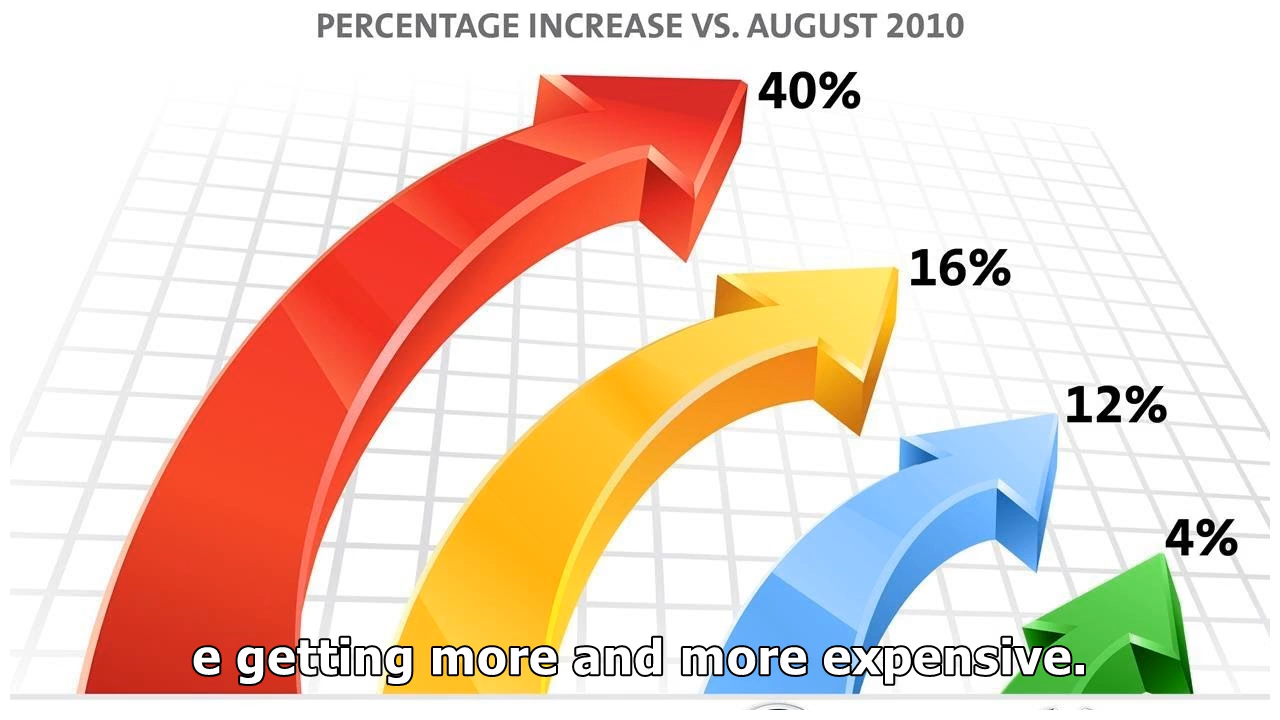 PERCENTAGE INCREASE VS. AUGUST 2010
40%
16%
12%
4%
e getting more and more expensive.